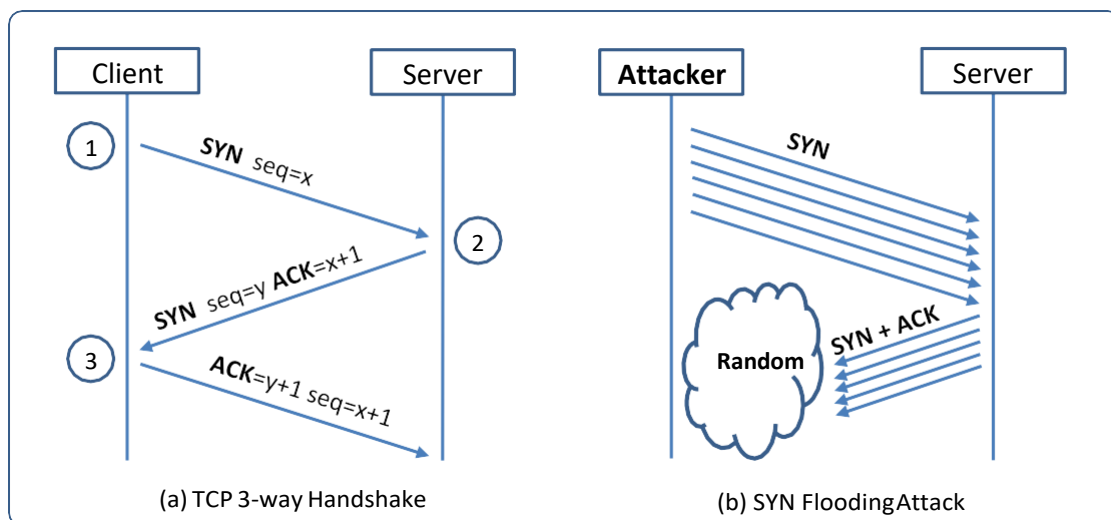 Client
Server
1
SYN seq=x
2
SYN seq=y ACK=x+1
3
ACK=y+1 seq=x+1
(a) TCP 3-way Handshake
Attacker
Server
SYN
SYN + ACK
Random
(b) SYN FloodingAttack